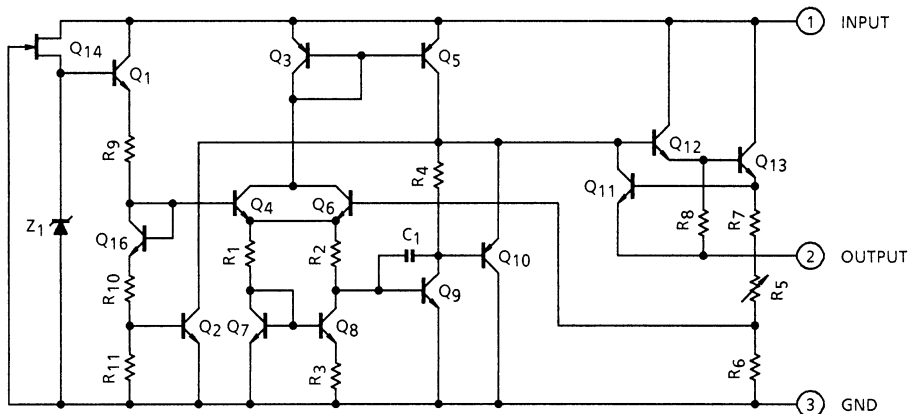 1 INPUT
Q14
Q1
Q3
Q5
R9
R4
Q12
Q13
Q11
Z1
Q16
Q4
Q6
R8
R7
R1
R2
C1
Q10
2 OUTPUT
R10
Q9
R5
Q2
Q7
Q8
R11
R3
R6
3 GND